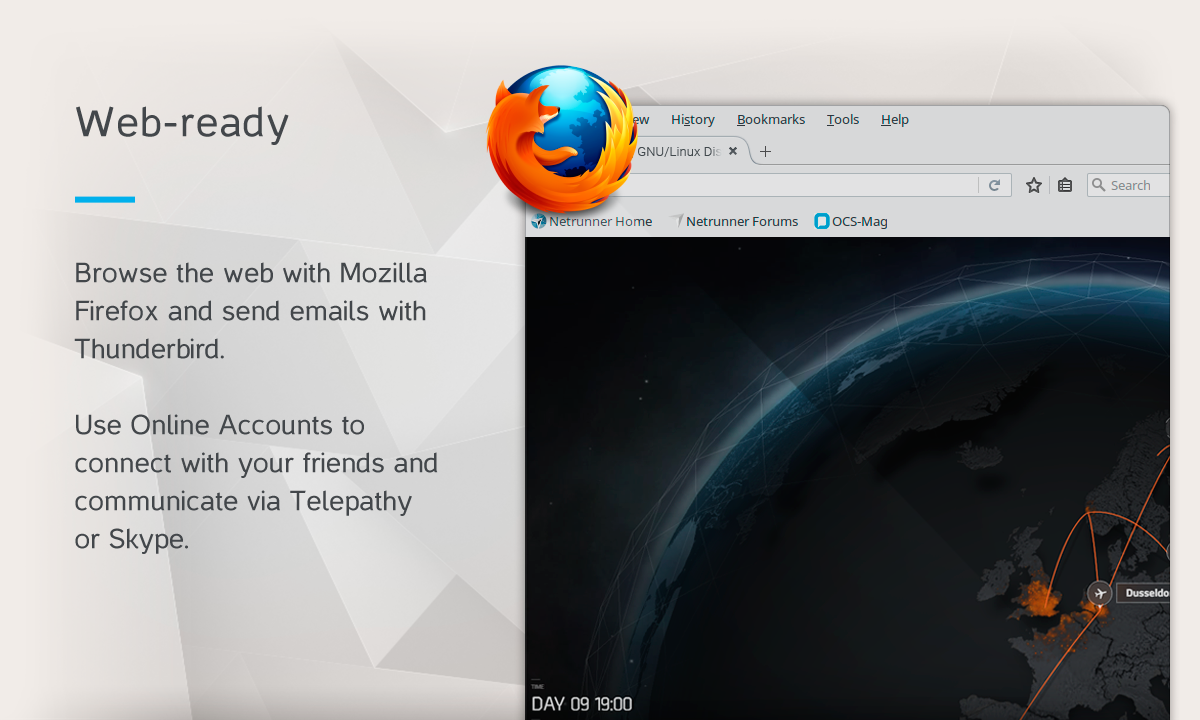 Web-ready
Browse the web with Mozilla
Firefox and send emails with
Thunderbird.
Use Online Accounts to
connect with your friends and
communicate via Telepathy
or Skype.
History Bookmarks Tools Help
GNU/Linux
Search
Netrunner Home Netrunner Forums OCS-Mag
Dusseldo
TIME
DAY 09 19:00